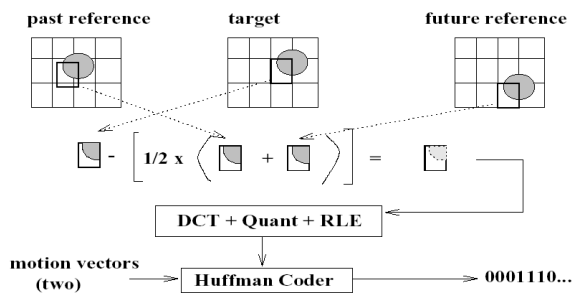 past reference
target
future reference
- [ 1/2 x ( + ) ] =
DCT + Quant + RLE
motion vectors
(two)
Huffman Coder
0001110...